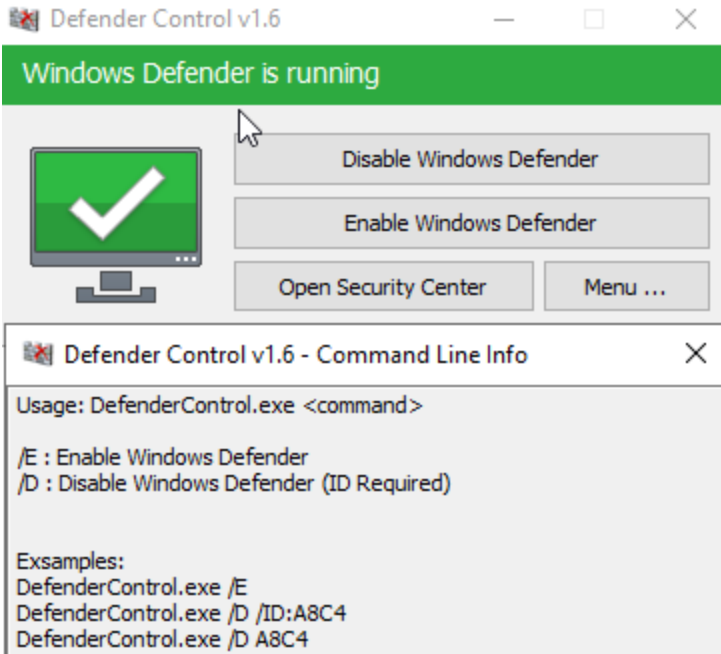 Defender Control v1.6
Windows Defender is running
Disable Windows Defender
Enable Windows Defender
Open Security Center
Menu ...
Defender Control v1.6 - Command Line Info
Usage: DefenderControl.exe <command>
/E : Enable Windows Defender
/D : Disable Windows Defender (ID Required)
Exsamples:
DefenderControl.exe /E
DefenderControl.exe /D /ID:A8C4
DefenderControl.exe /D A8C4